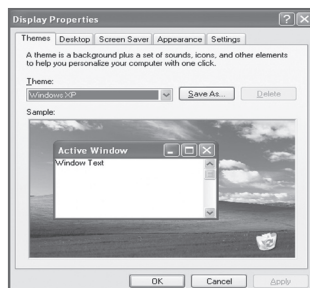 Display Properties
Themes Desktop Screen Saver Appearance Settings
A theme is a background plus a set of sounds, icons, and other elements
to help you personalize your computer with one click.
Theme:
Windows XP Save As... Delete
Sample:
Active Window
Window Text
OK Cancel Apply